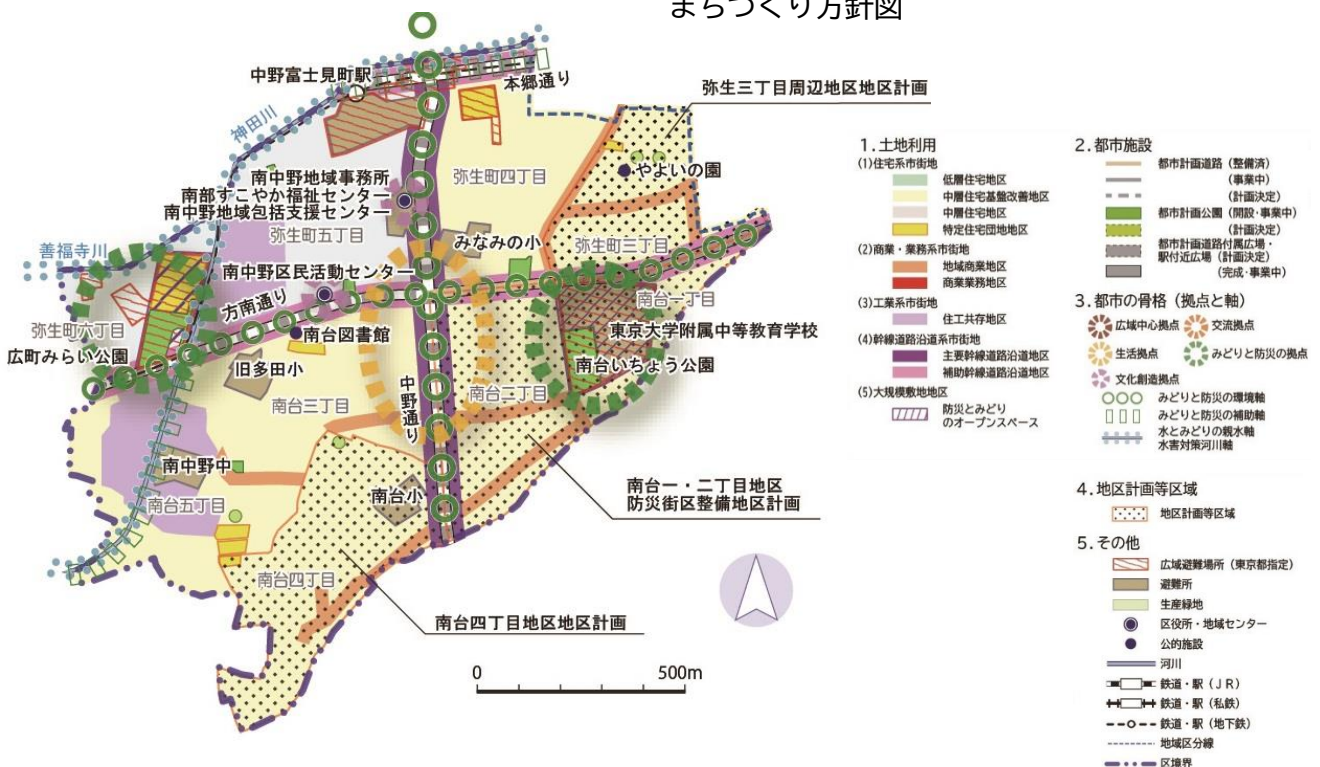 まちづくり方針図
中野富士見町駅
本郷通り
弥生三丁目周辺地区地区計画
神田川
やよいの園
南中野地域事務所
南部すこやか福祉センター
南中野地域包括支援センター
弥生町四丁目
弥生町五丁目
みなみの小
弥生町三丁目
善福寺川
南中野区民活動センター
方南通り
南台一丁目
弥生町六丁目
広町みらい公園
南台図書館
東京大学附属中等教育学校
旧多田小
南台いちょう公園
南台三丁目
中野通り
南台二丁目
南中野中
南台小
南台五丁目
南台一・二丁目地区
防災街区整備地区計画
南台四丁目
南台四丁目地区地区計画
0 500m
1.土地利用
(1)住宅系市街地
低層住宅地区
中層住宅基盤改善地区
中層住宅地区
特定住宅団地地区
(2)商業・業務系市街地
地域商業地区
商業業務地区
(3)工業系市街地
住工共存地区
(4)幹線道路沿道系市街地
主要幹線道路沿道地区
補助幹線道路沿道地区
(5)大規模敷地地区
防災とみどり
のオープンスペース
2.都市施設
都市計画道路(整備済)
(事業中)
(計画決定)
都市計画公園(開設・事業中)
(計画決定)
都市計画道路付属広場・
駅付近広場(計画決定)
(完成・事業中)
3.都市の骨格(拠点と軸)
広域中心拠点
交流拠点
生活拠点
みどりと防災の拠点
文化創造拠点
みどりと防災の環境軸
みどりと防災の補助軸
水とみどりの親水軸
水害対策河川軸
4.地区計画等区域
地区計画等区域
5.その他
広域避難場所(東京都指定)
避難所
生産緑地
区役所・地域センター
公的施設
河川
鉄道・駅(JR)
鉄道・駅(私鉄)
鉄道・駅(地下鉄)
地域区分線
区境界